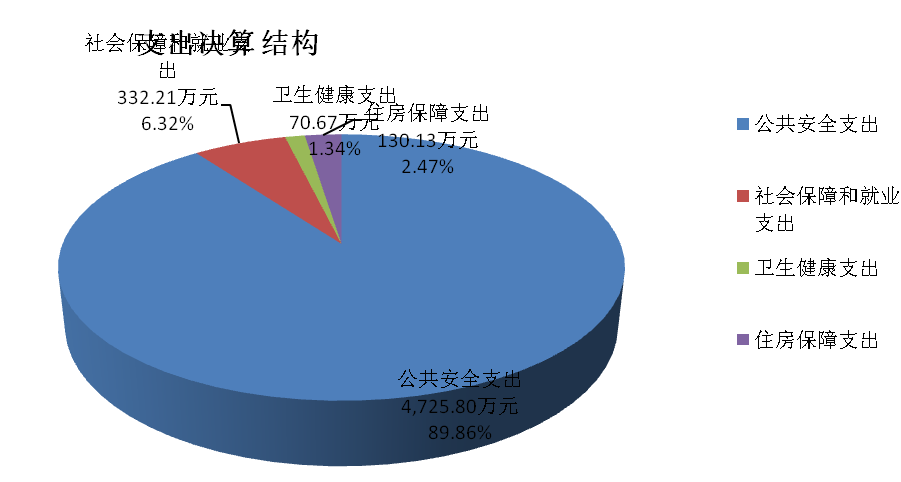 支出决算结构
社会保障和就业支
出
332.21万元
6.32%
卫生健康支出
70.67万元
1.34%
住房保障支出
130.13万元
2.47%
公共安全支出
4,725.80万元
89.86%
公共安全支出
社会保障和就业
支出
卫生健康支出
住房保障支出